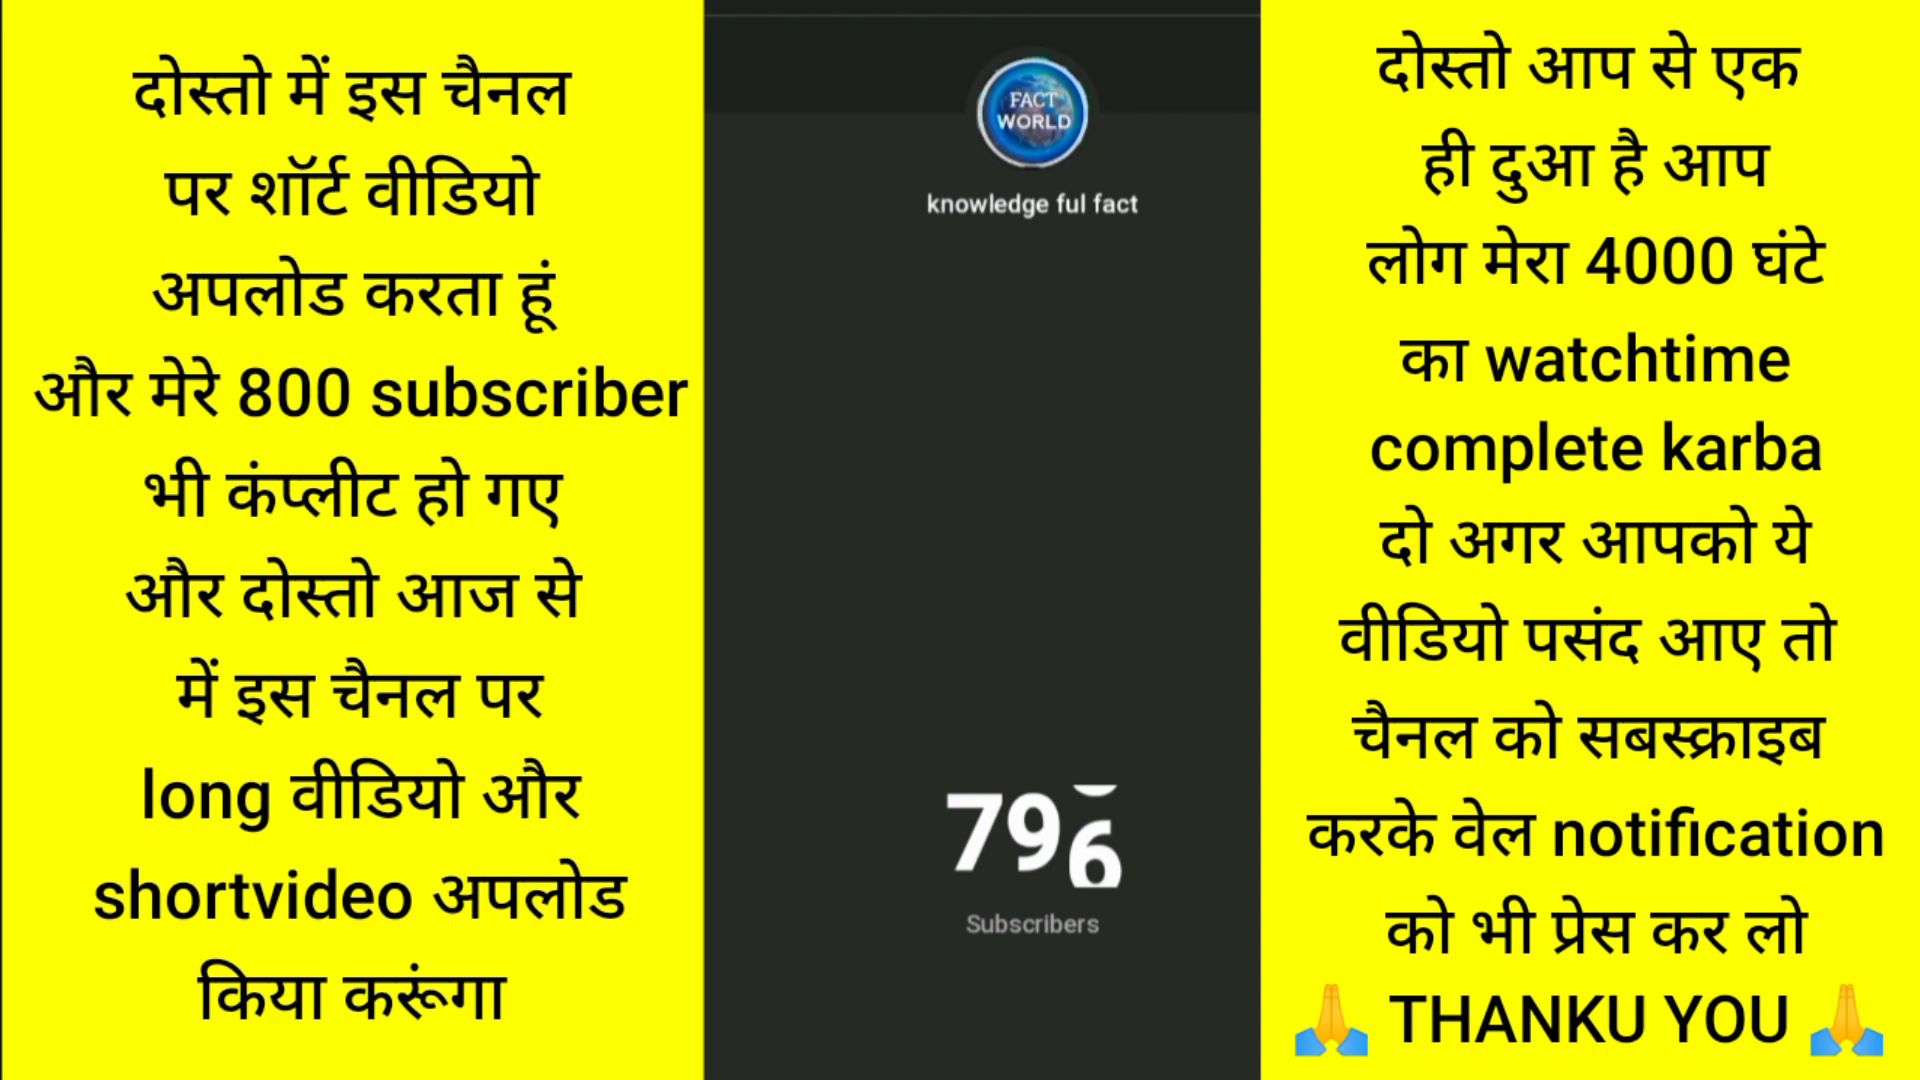 दोस्तो में इस चैनल
पर शॉर्ट वीडियो
अपलोड करता हूं
और मेरे 800 subscriber
भी कंप्लीट हो गए
और दोस्तो आज से
में इस चैनल पर
long वीडियो और
shortvideo अपलोड
किया करूंगा
FACT
WORLD
knowledge ful fact
796
Subscribers
दोस्तो आप से एक
ही दुआ है आप
लोग मेरा 4000 घंटे
का watchtime
complete karba
दो अगर आपको ये
वीडियो पसंद आए तो
चैनल को सबस्क्राइब
करके वेल notification
को भी प्रेस कर लो
🙏 THANKU YOU 🙏